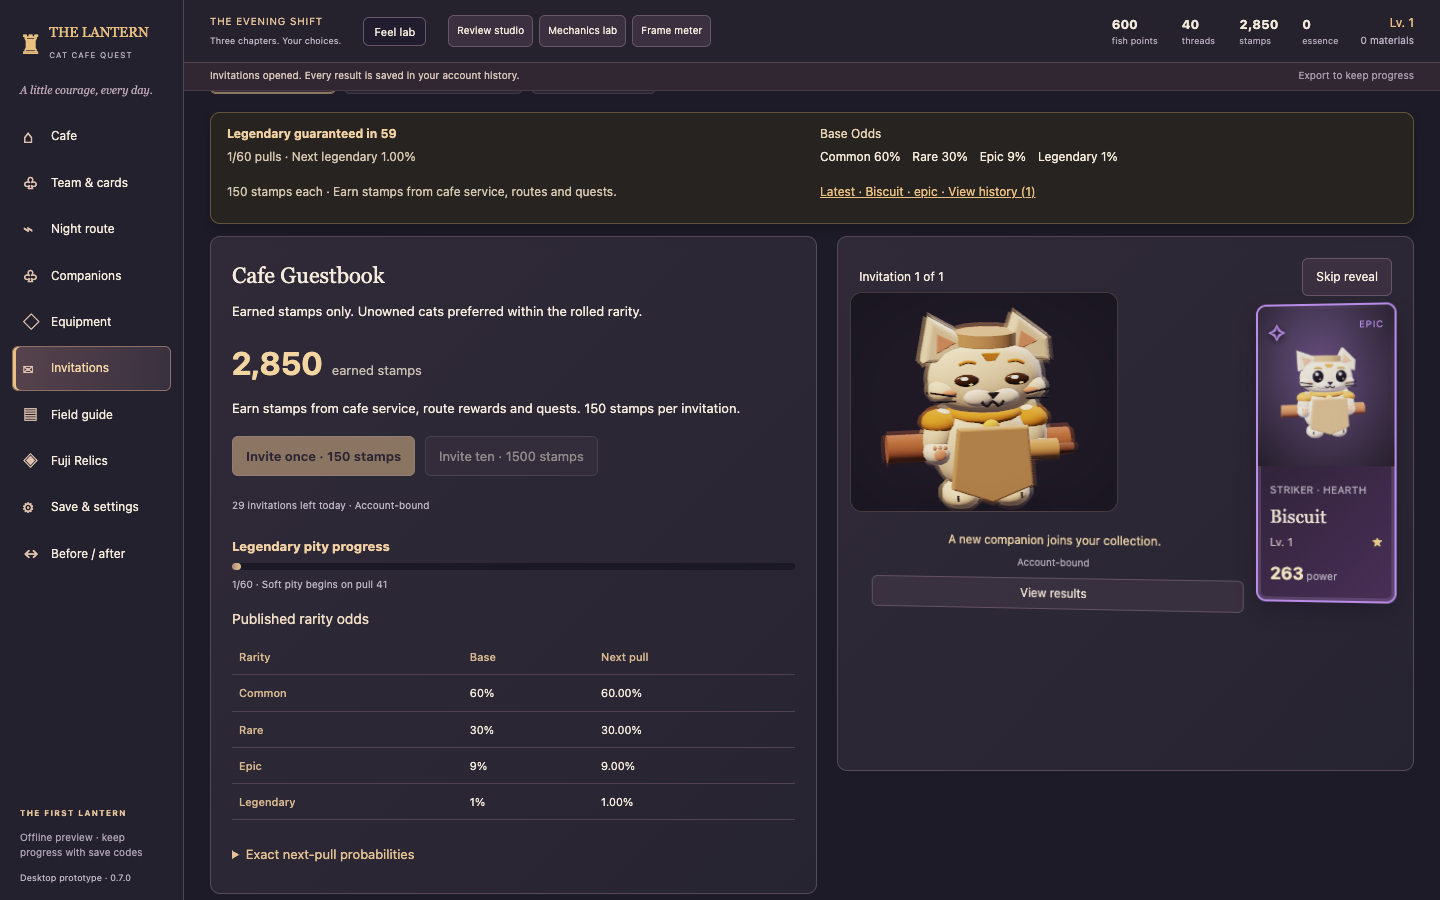 THE LANTERN
CAT CAFE QUEST
A little courage, every day.
Cafe
Team & cards
Night route
Companions
Equipment
Invitations
Field guide
Fuji Relics
Save & settings
Before / after
THE FIRST LANTERN
Offline preview · keep
progress with save codes
Desktop prototype · 0.7.0
THE EVENING SHIFT
Three chapters. Your choices.
Feel lab
Review studio
Mechanics lab
Frame meter
600
fish points
40
threads
2,850
stamps
0
essence
Lv. 1
0 materials
Invitations opened. Every result is saved in your account history.
Export to keep progress
Legendary guaranteed in 59
1/60 pulls · Next legendary 1.00%
150 stamps each · Earn stamps from cafe service, routes and quests.
Base Odds
Common 60% Rare 30% Epic 9% Legendary 1%
Latest · Biscuit · epic · View history (1)
Cafe Guestbook
Earned stamps only. Unowned cats preferred within the rolled rarity.
2,850 earned stamps
Earn stamps from cafe service, route rewards and quests. 150 stamps per invitation.
Invite once · 150 stamps
Invite ten · 1500 stamps
29 invitations left today · Account-bound
Legendary pity progress
1/60 · Soft pity begins on pull 41
Published rarity odds
Rarity Base Next pull
Common 60% 60.00%
Rare 30% 30.00%
Epic 9% 9.00%
Legendary 1% 1.00%
Exact next-pull probabilities
Invitation 1 of 1
Skip reveal
A new companion joins your collection.
Account-bound
View results
EPIC
STRIKER · HEARTH
Biscuit
Lv. 1
263 power